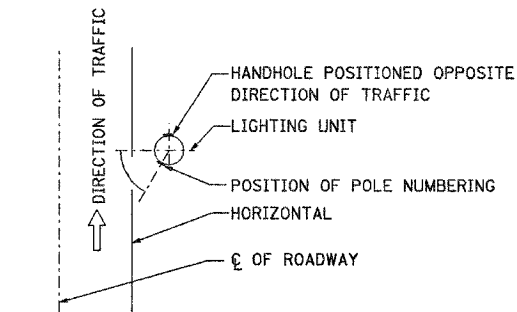 DIRECTION OF TRAFFIC
HANDHOLE POSITIONED OPPOSITE
DIRECTION OF TRAFFIC
LIGHTING UNIT
POSITION OF POLE NUMBERING
HORIZONTAL
℄ OF ROADWAY